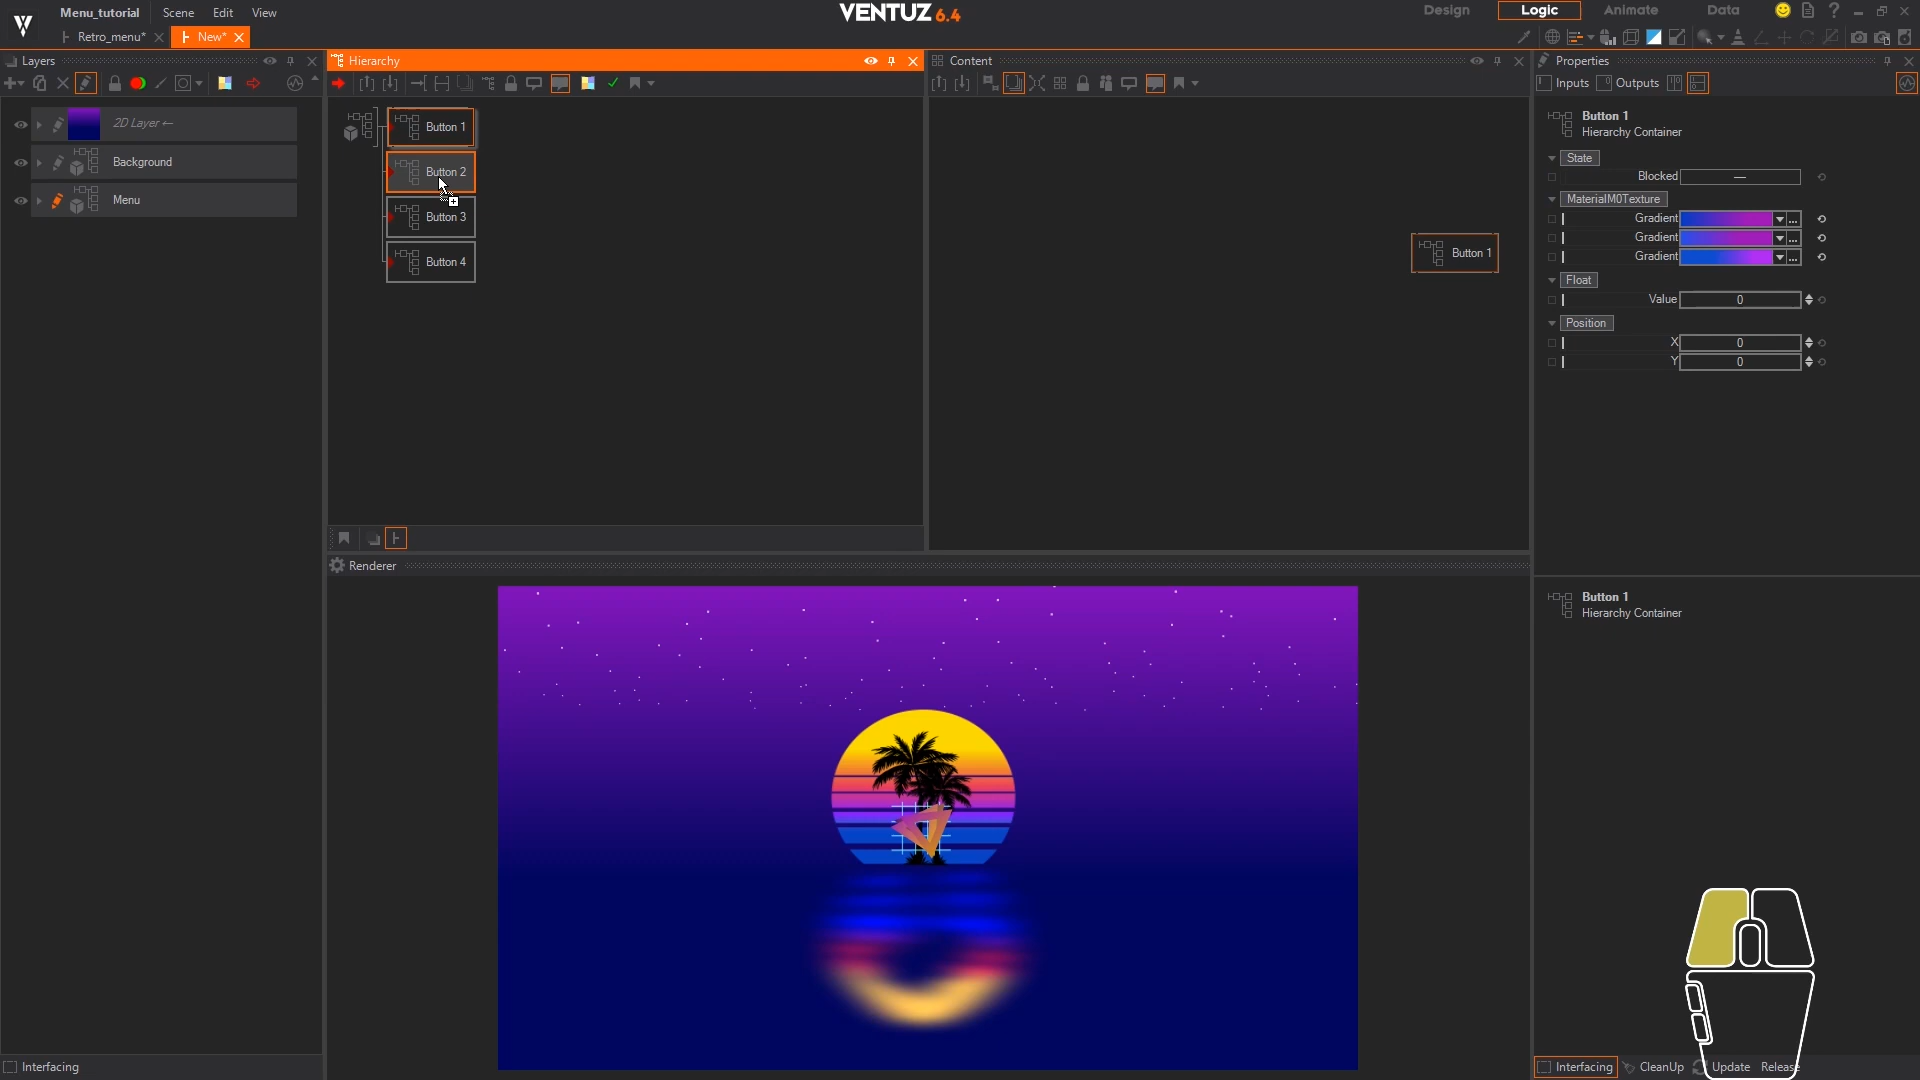 Menu_tutorial
Scene
Edit
View
VENTUZ 6.4
Design
Logic
Animate
Data
Retro_menu*
New*
Layers
Hierarchy
Content
Properties
Inputs
Outputs
2D Layer
Background
Menu
Button 1
Button 2
Button 3
Button 4
Button 1
Button 1
Hierarchy Container
State
Blocked
MaterialM0Texture
Gradient
Gradient
Gradient
Float
Value 0
Position
X 0
Y 0
Renderer
Button 1
Hierarchy Container
Interfacing
Interfacing
CleanUp
Update
Release